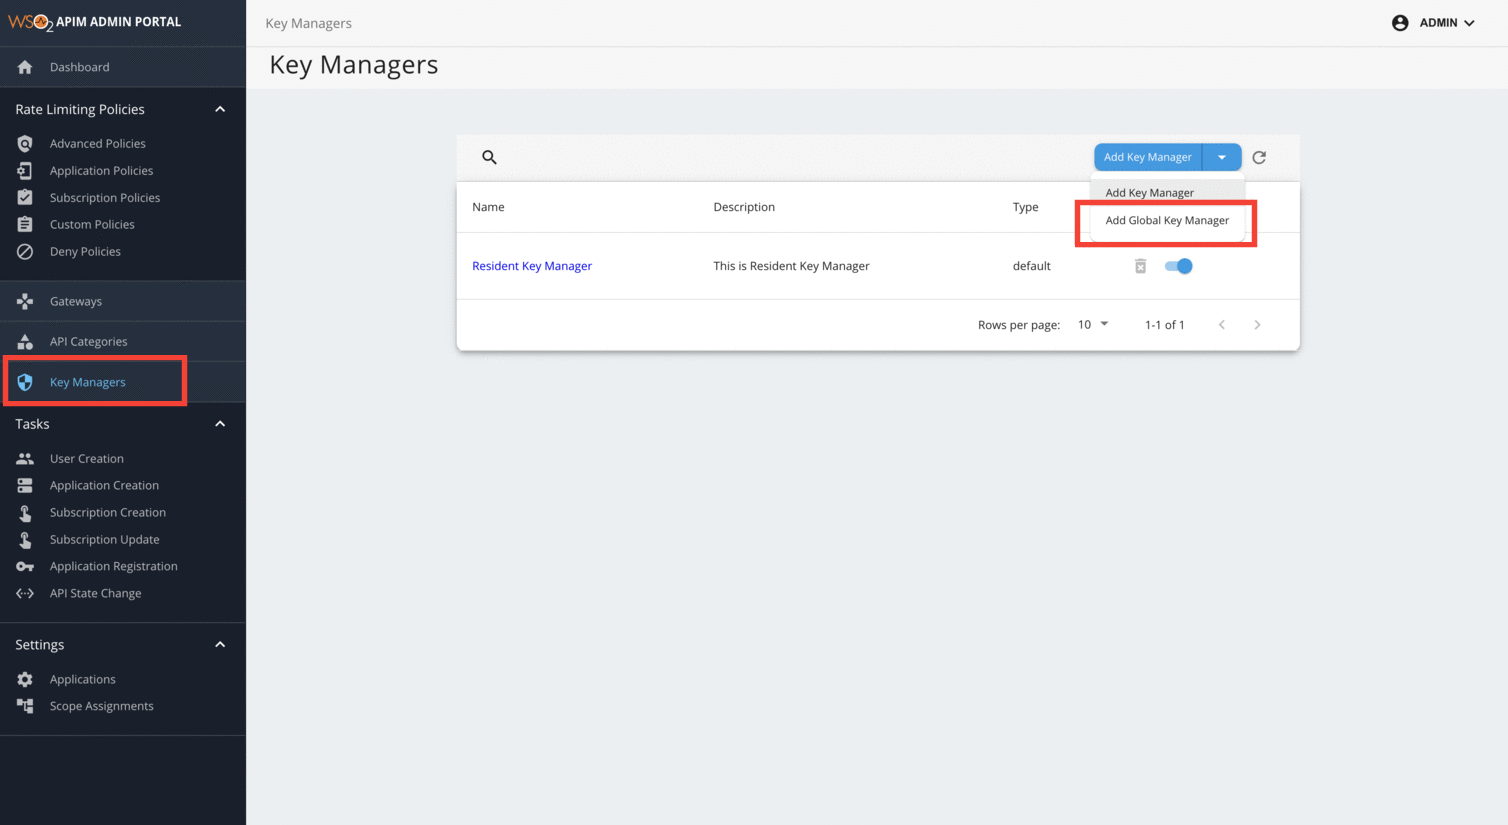 WSO2 APIM ADMIN PORTAL
Key Managers
ADMIN
Key Managers
Dashboard
Rate Limiting Policies
Advanced Policies
Application Policies
Subscription Policies
Custom Policies
Deny Policies
Gateways
API Categories
Key Managers
Tasks
User Creation
Application Creation
Subscription Creation
Subscription Update
Application Registration
API State Change
Settings
Applications
Scope Assignments
Add Key Manager
Add Key Manager
Add Global Key Manager
Name Description Type
Resident Key Manager This is Resident Key Manager default
Rows per page: 10 1-1 of 1